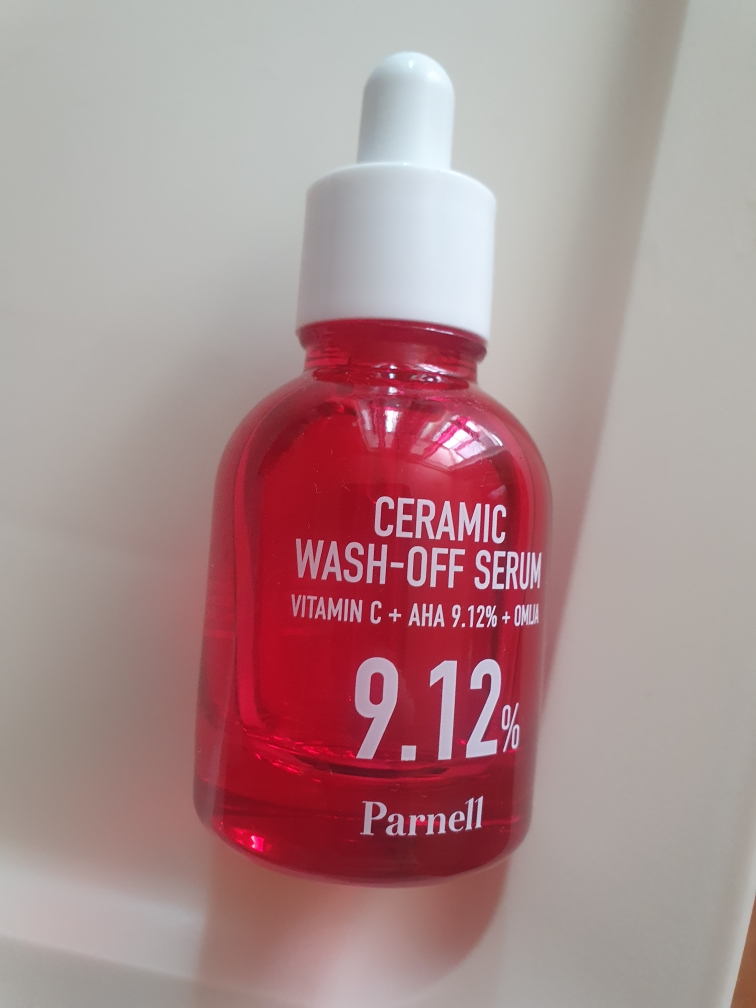 CERAMIC
WASH-OFF SERUM
VITAMIN C + AHA 9.12% + OMIJA
9.12%
Parnell